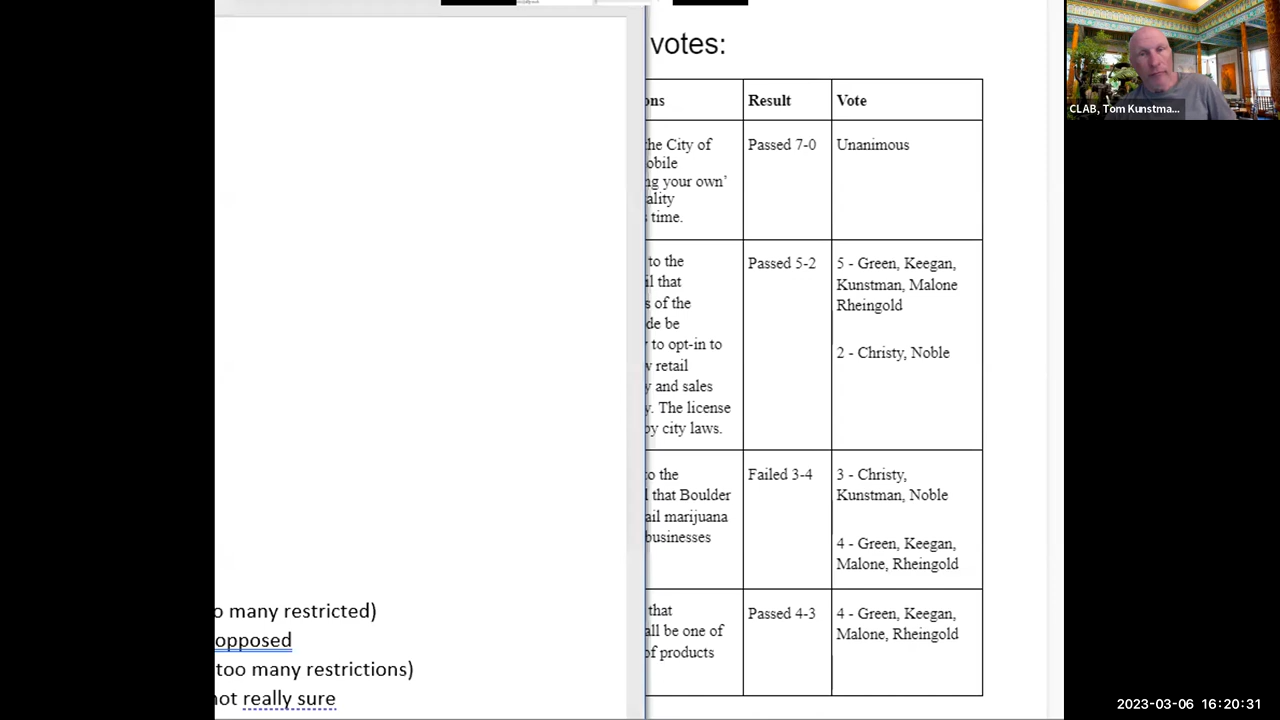 votes:
ons Result Vote
the City of
obile
ng your own’
ality
s time.
Passed 7-0
Unanimous
to the
il that
s of the
de be
r to opt-in to
w retail
y and sales
y. The license
by city laws.
Passed 5-2
5 - Green, Keegan,
Kunstman, Malone
Rheingold
2 - Christy, Noble
to the
l that Boulder
ail marijuana
businesses
Failed 3-4
3 - Christy,
Kunstman, Noble
4 - Green, Keegan,
Malone, Rheingold
that
all be one of
of products
Passed 4-3
4 - Green, Keegan,
Malone, Rheingold
o many restricted)
opposed
too many restrictions)
not really sure
CLAB, Tom Kunstma...
2023-03-06 16:20:31